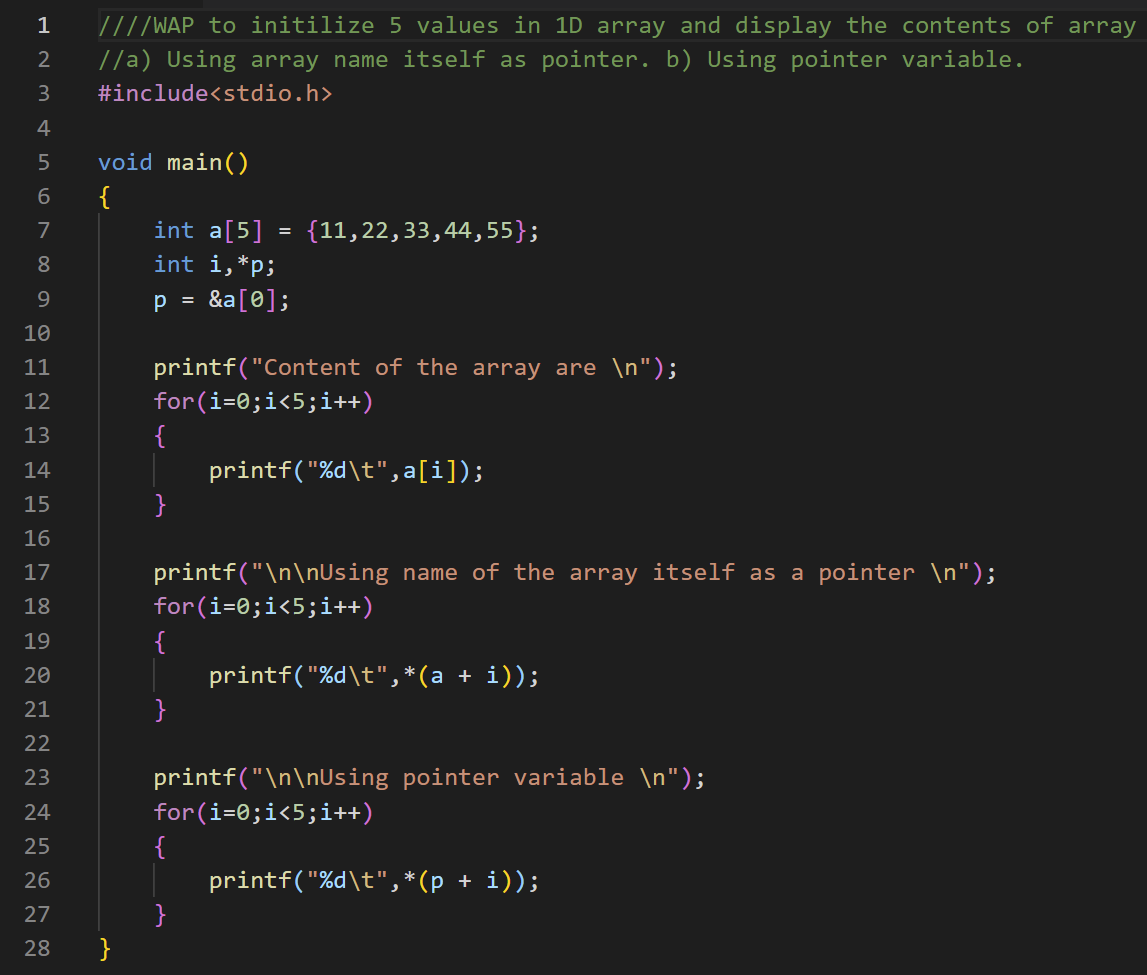 1 ////WAP to initilize 5 values in 1D array and display the contents of array
2 //a) Using array name itself as pointer. b) Using pointer variable.
3 #include<stdio.h>
4
5 void main()
6 {
7     int a[5] = {11,22,33,44,55};
8     int i,*p;
9     p = &a[0];
10
11     printf("Content of the array are \n");
12     for(i=0;i<5;i++)
13     {
14         printf("%d\t",a[i]);
15     }
16
17     printf("\n\nUsing name of the array itself as a pointer \n");
18     for(i=0;i<5;i++)
19     {
20         printf("%d\t",*(a + i));
21     }
22
23     printf("\n\nUsing pointer variable \n");
24     for(i=0;i<5;i++)
25     {
26         printf("%d\t",*(p + i));
27     }
28 }